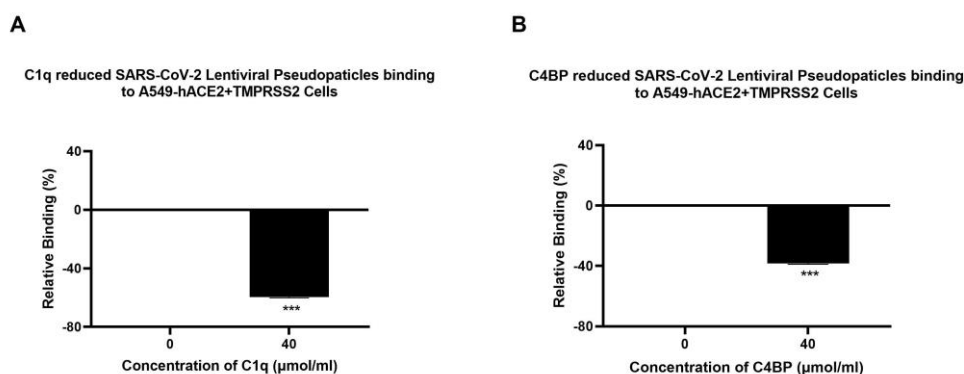 A
C1q reduced SARS-CoV-2 Lentiviral Pseudopaticles binding
to A549-hACE2+TMPRSS2 Cells
Relative Binding (%)
40
0
-40
-80
***
0
40
Concentration of C1q (µmol/ml)
B
C4BP reduced SARS-CoV-2 Lentiviral Pseudopaticles binding
to A549-hACE2+TMPRSS2 Cells
Relative Binding (%)
40
0
-40
-80
***
0
40
Concentration of C4BP (µmol/ml)